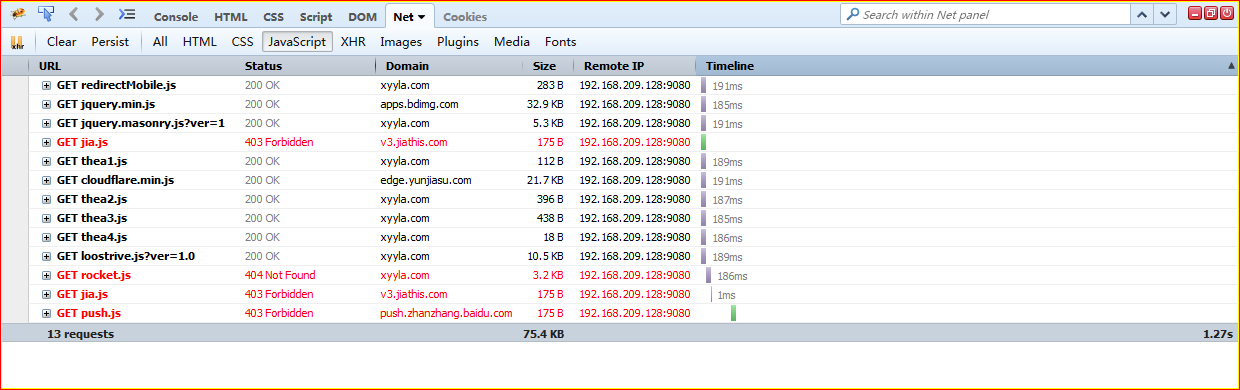 Console HTML CSS Script DOM Net Cookies Search within Net panel
xhr Clear Persist All HTML CSS JavaScript XHR Images Plugins Media Fonts
URL Status Domain Size Remote IP Timeline
GET redirectMobile.js 200 OK xyyla.com 283 B 192.168.209.128:9080 191ms
GET jquery.min.js 200 OK apps.bdimg.com 32.9 KB 192.168.209.128:9080 185ms
GET jquery.masonry.js?ver=1 200 OK xyyla.com 5.3 KB 192.168.209.128:9080 191ms
GET jia.js 403 Forbidden v3.jiathis.com 175 B 192.168.209.128:9080
GET thea1.js 200 OK xyyla.com 112 B 192.168.209.128:9080 189ms
GET cloudflare.min.js 200 OK edge.yunjiasu.com 21.7 KB 192.168.209.128:9080 191ms
GET thea2.js 200 OK xyyla.com 396 B 192.168.209.128:9080 187ms
GET thea3.js 200 OK xyyla.com 438 B 192.168.209.128:9080 185ms
GET thea4.js 200 OK xyyla.com 18 B 192.168.209.128:9080 186ms
GET loostrive.js?ver=1.0 200 OK xyyla.com 10.5 KB 192.168.209.128:9080 189ms
GET rocket.js 404 Not Found xyyla.com 3.2 KB 192.168.209.128:9080 186ms
GET jia.js 403 Forbidden v3.jiathis.com 175 B 192.168.209.128:9080 1ms
GET push.js 403 Forbidden push.zhanzhang.baidu.com 175 B 192.168.209.128:9080
13 requests 75.4 KB 1.27s